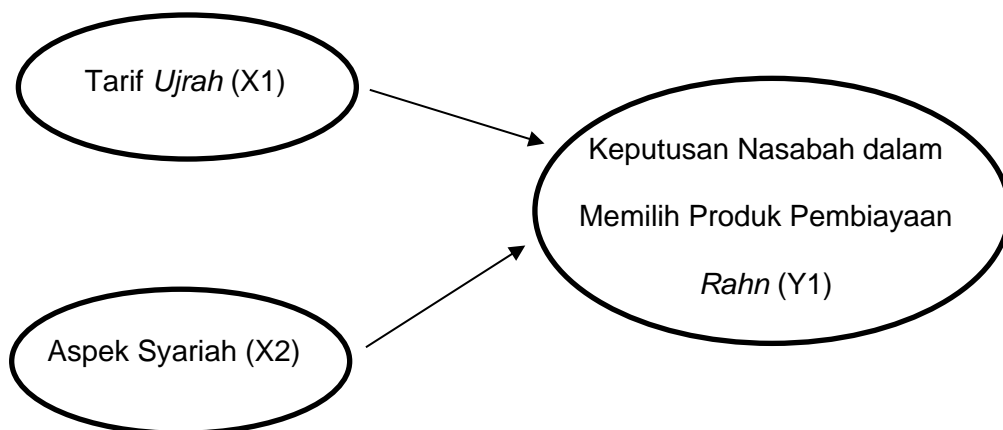 Tarif Ujrah (X1)
Keputusan Nasabah dalam
Memilih Produk Pembiayaan
Rahn (Y1)
Aspek Syariah (X2)